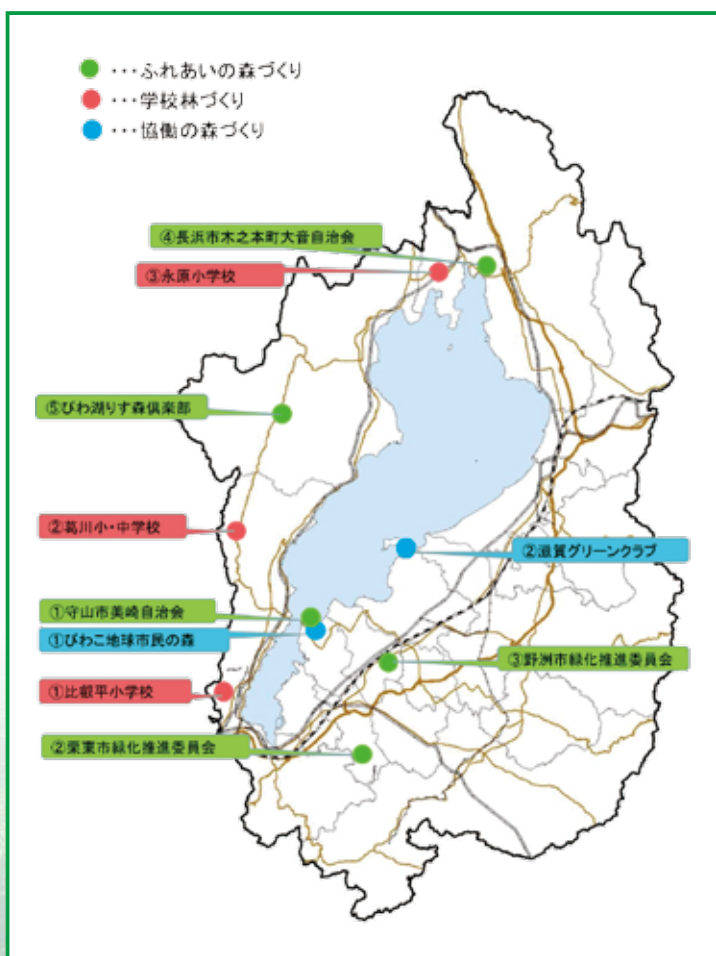 ・・・ふれあいの森づくり
・・・学校林づくり
・・・協働の森づくり
④長浜市木之本町大音自治会
③永原小学校
⑤びわ湖りす森倶楽部
②葛川小・中学校
②滋賀グリーンクラブ
①守山市美崎自治会
①びわこ地球市民の森
③野洲市緑化推進委員会
①比叡平小学校
②栗東市緑化推進委員会